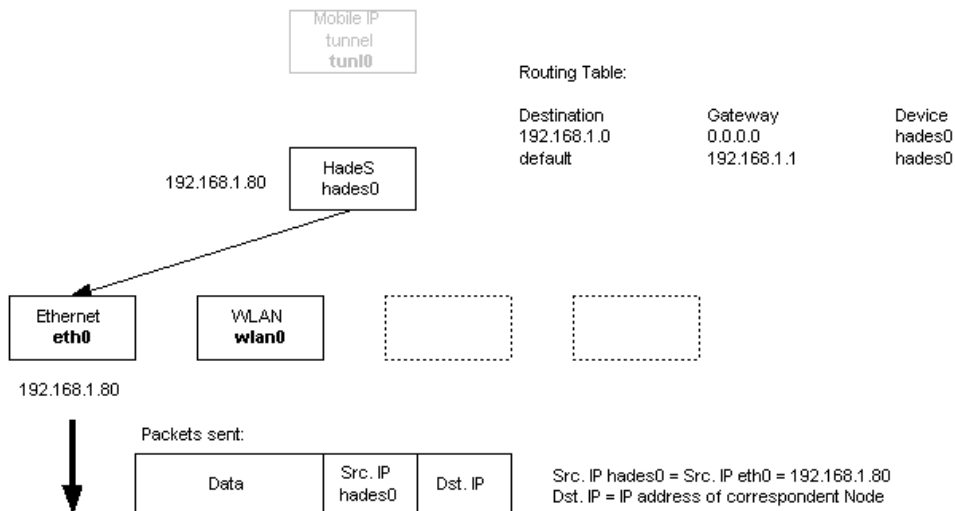 Mobile IP
tunnel
tunl0
Routing Table:
Destination Gateway Device
192.168.1.0 0.0.0.0 hades0
default 192.168.1.1 hades0
192.168.1.80
HadeS
hades0
Ethernet
eth0
WLAN
wlan0
192.168.1.80
Packets sent:
Data
Src. IP
hades0
Dst. IP
Src. IP hades0 = Src. IP eth0 = 192.168.1.80
Dst. IP = IP address of correspondent Node